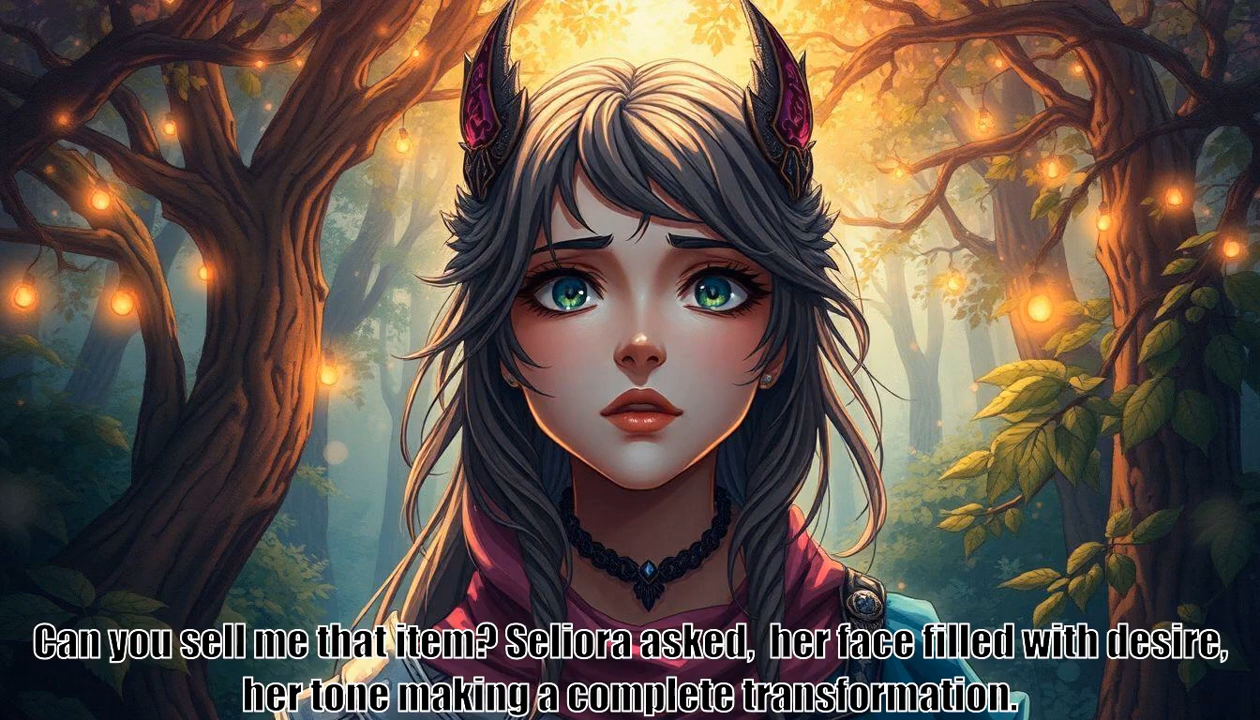 Can you sell me that item? Seliora asked,  her face filled with desire,
her tone making a complete transformation.